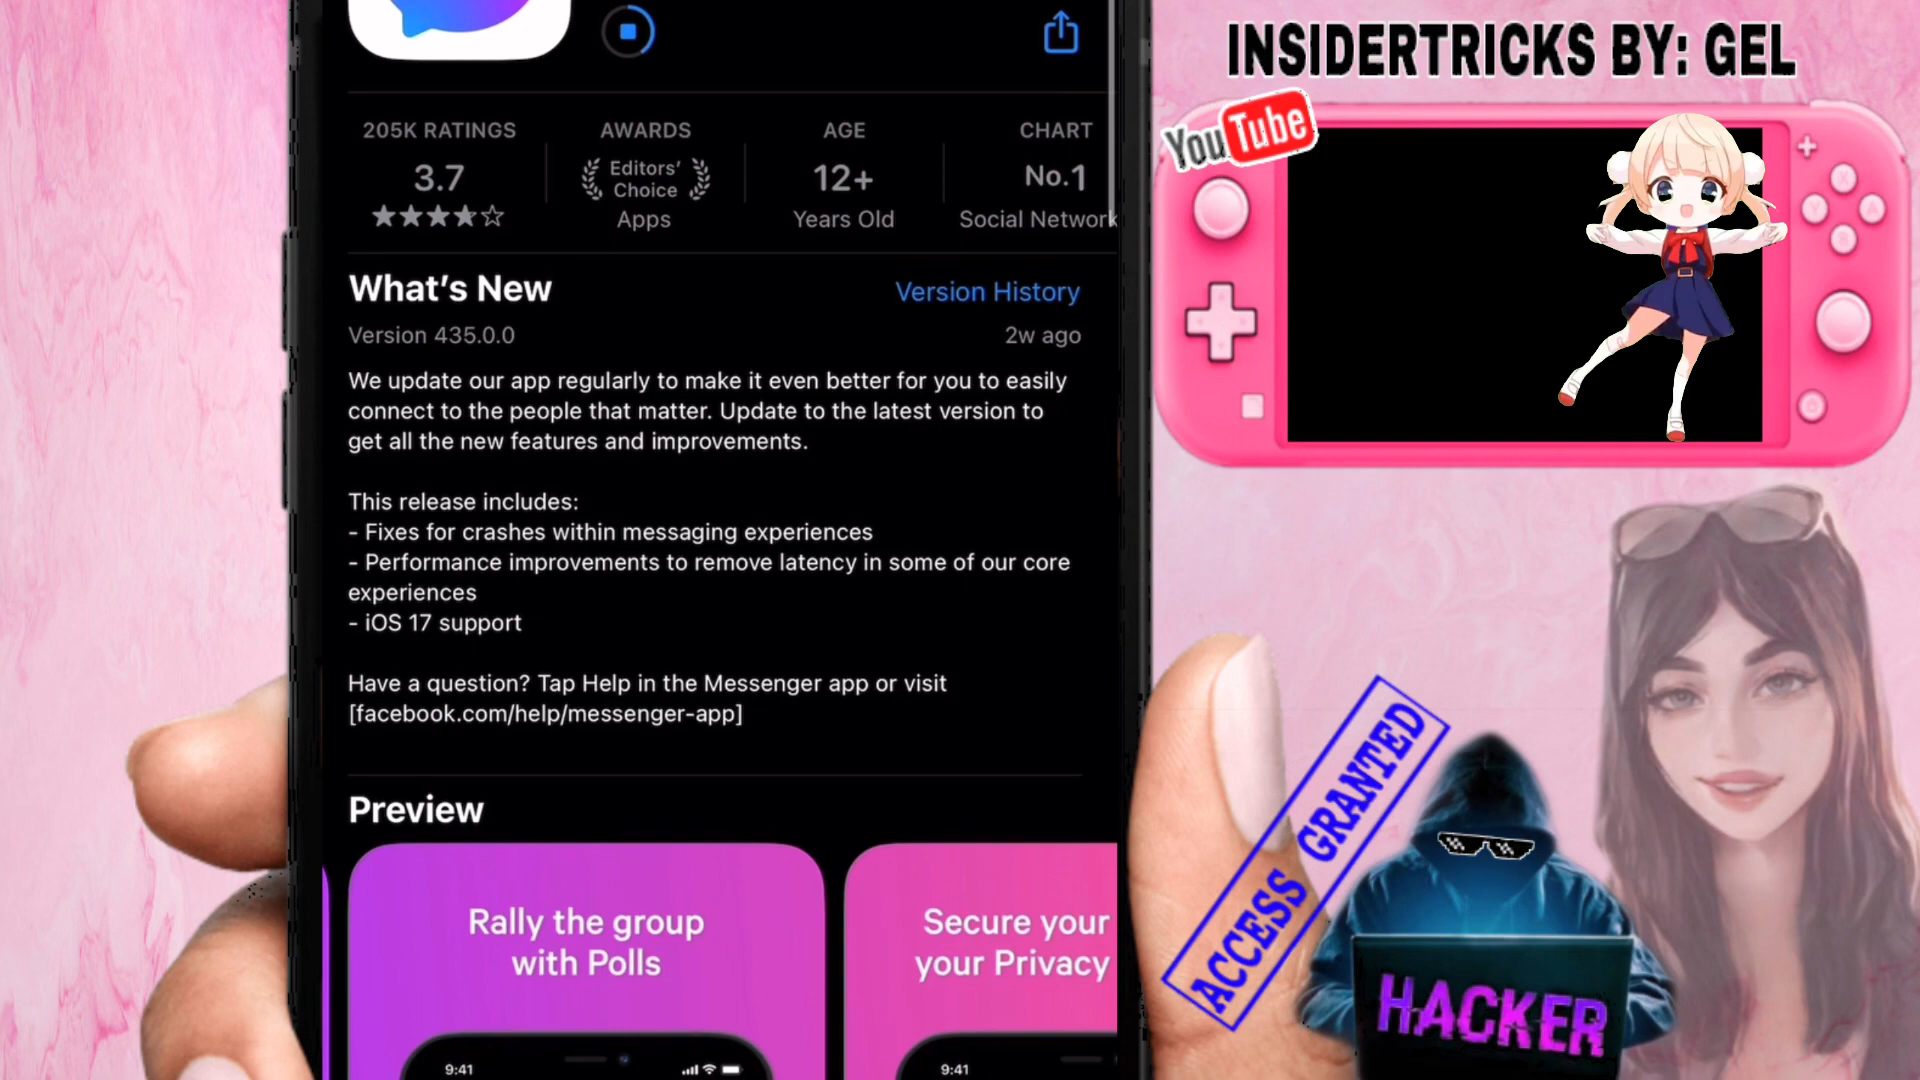 INSIDERTRICKS BY: GEL
YouTube
205K RATINGS
3.7
AWARDS
Editors’
Choice
Apps
AGE
12+
Years Old
CHART
No.1
Social Network
What’s New
Version History
Version 435.0.0
2w ago
We update our app regularly to make it even better for you to easily
connect to the people that matter. Update to the latest version to
get all the new features and improvements.
This release includes:
- Fixes for crashes within messaging experiences
- Performance improvements to remove latency in some of our core
experiences
- iOS 17 support
Have a question? Tap Help in the Messenger app or visit
[facebook.com/help/messenger-app]
Preview
Rally the group
with Polls
Secure your
your Privacy
9:41
9:41
ACCESS GRANTED
HACKER